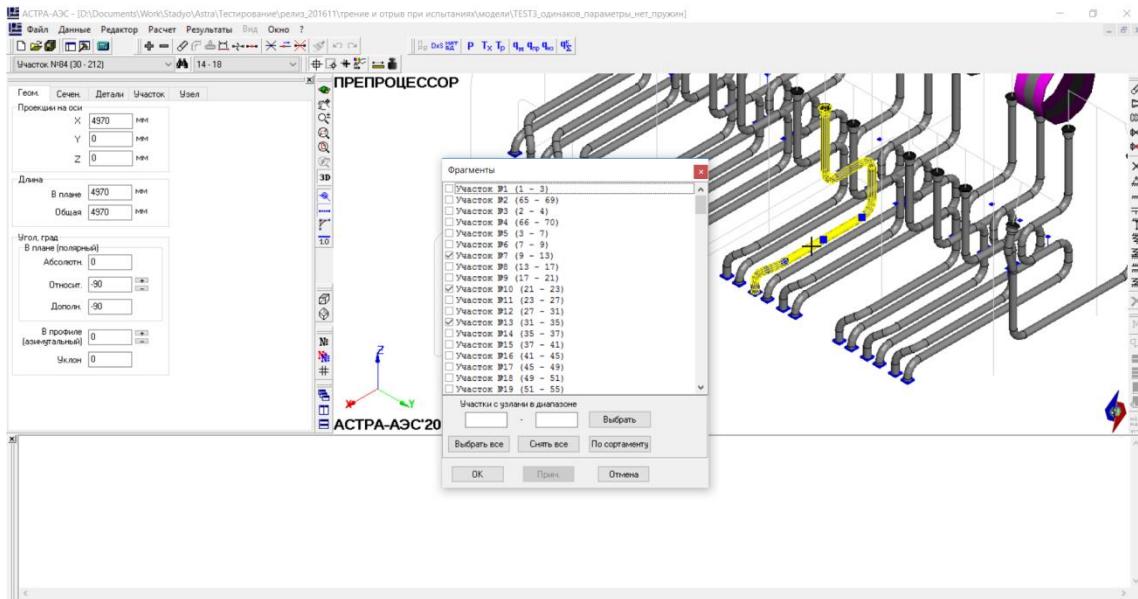 АСТРА-АЭС - [D:\Documents\Work\Stadyo\Astra\Тестирование\релиз_201611\трение и отрыв при испытаниях\модели\TEST3_одинаков_параметры_нет_пружин]
Файл Данные Редактор Расчет Результаты Вид Окно ?
P Tx Tp qм qпр qиз
Участок №84 (30 - 212) 14 - 18
Геом. Сечен. Детали Участок Узел
Проекции на оси
X 4970 мм
Y 0 мм
Z 0 мм
Длина
В плане 4970 мм
Общая 4970 мм
Угол, град
В плане (полярный)
Абсолютн. 0
Относит. -90
Дополн. -90
В профиле (азимутальный) 0
Уклон 0
3D
1.0
№
ПРЕПРОЦЕССОР
Z
X
Y
АСТРА-АЭС'20
Фрагменты
Участок №1 (1 - 3)
Участок №2 (65 - 69)
Участок №3 (2 - 4)
Участок №4 (66 - 70)
Участок №5 (3 - 7)
Участок №6 (7 - 9)
Участок №7 (9 - 13)
Участок №8 (13 - 17)
Участок №9 (17 - 21)
Участок №10 (21 - 23)
Участок №11 (23 - 27)
Участок №12 (27 - 31)
Участок №13 (31 - 35)
Участок №14 (35 - 37)
Участок №15 (37 - 41)
Участок №16 (41 - 45)
Участок №17 (45 - 49)
Участок №18 (49 - 51)
Участок №19 (51 - 55)
Участки с узлами в диапазоне
- Выбрать
Выбрать все Снять все По сортаменту
OK Прим. Отмена